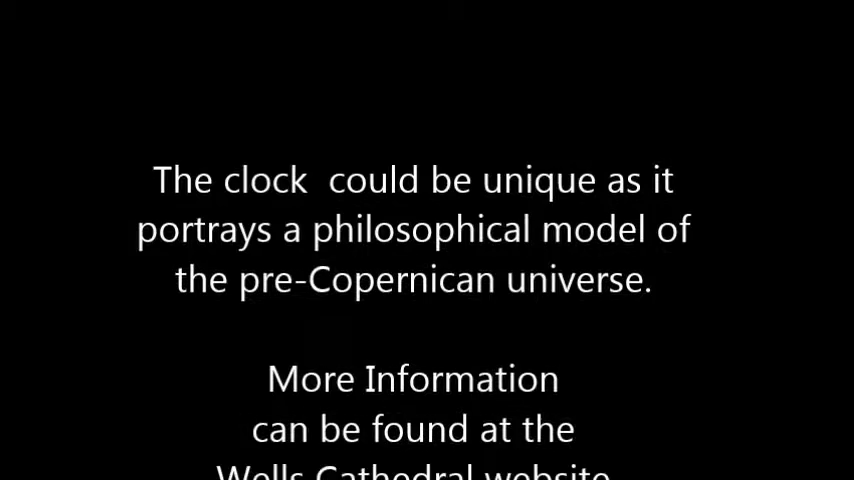 The clock  could be unique as it
portrays a philosophical model of
the pre-Copernican universe.
More Information
can be found at the
Wells Cathedral website